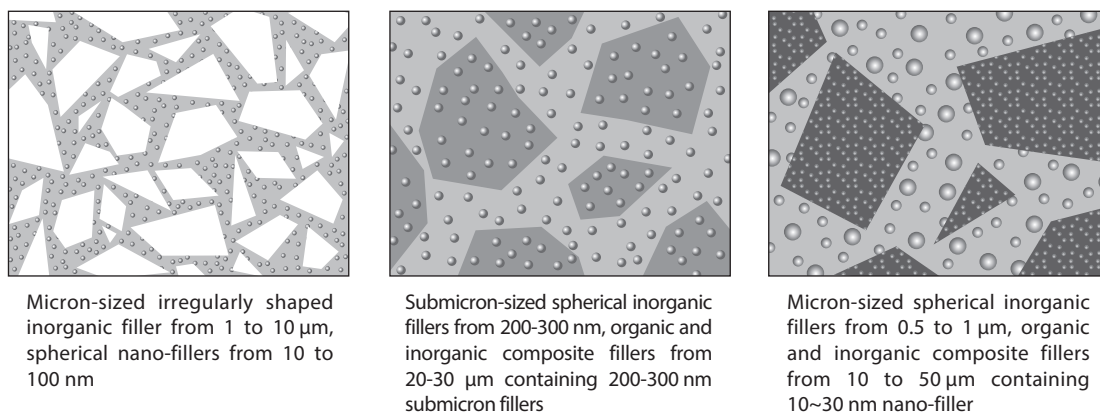 Micron-sized irregularly shaped
inorganic filler from 1 to 10 μm,
spherical nano-fillers from 10 to
100 nm
Submicron-sized spherical inorganic
fillers from 200-300 nm, organic and
inorganic composite fillers from
20-30 μm containing 200-300 nm
submicron fillers
Micron-sized spherical inorganic
fillers from 0.5 to 1 μm, organic
and inorganic composite fillers
from 10 to 50 μm containing
10~30 nm nano-filler